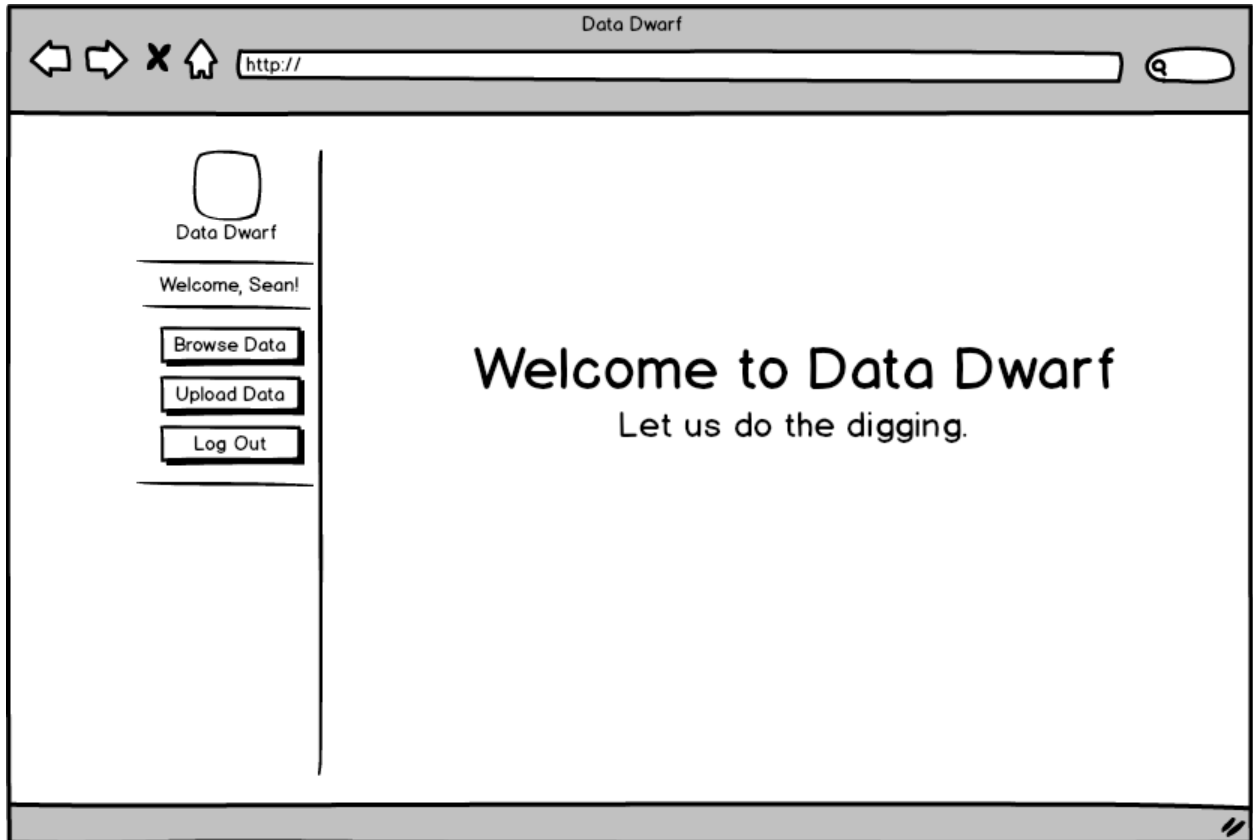 Data Dwarf
http://
Data Dwarf
Welcome, Sean!
Browse Data
Upload Data
Log Out
Welcome to Data Dwarf
Let us do the digging.